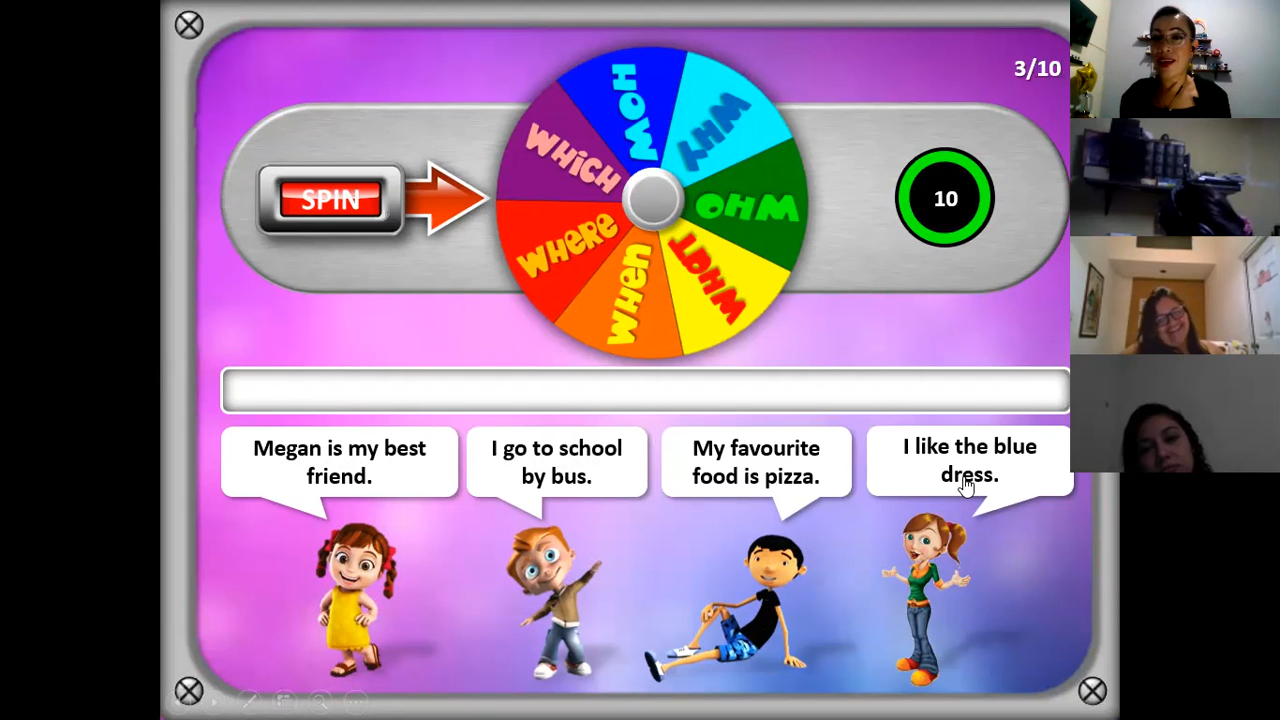 3/10
HOW
WHY
WHiCH
SPIN
WHO
10
WHERE
WHEN
WHaT
Megan is my best
friend.
I go to school
by bus.
My favourite
food is pizza.
I like the blue
dress.